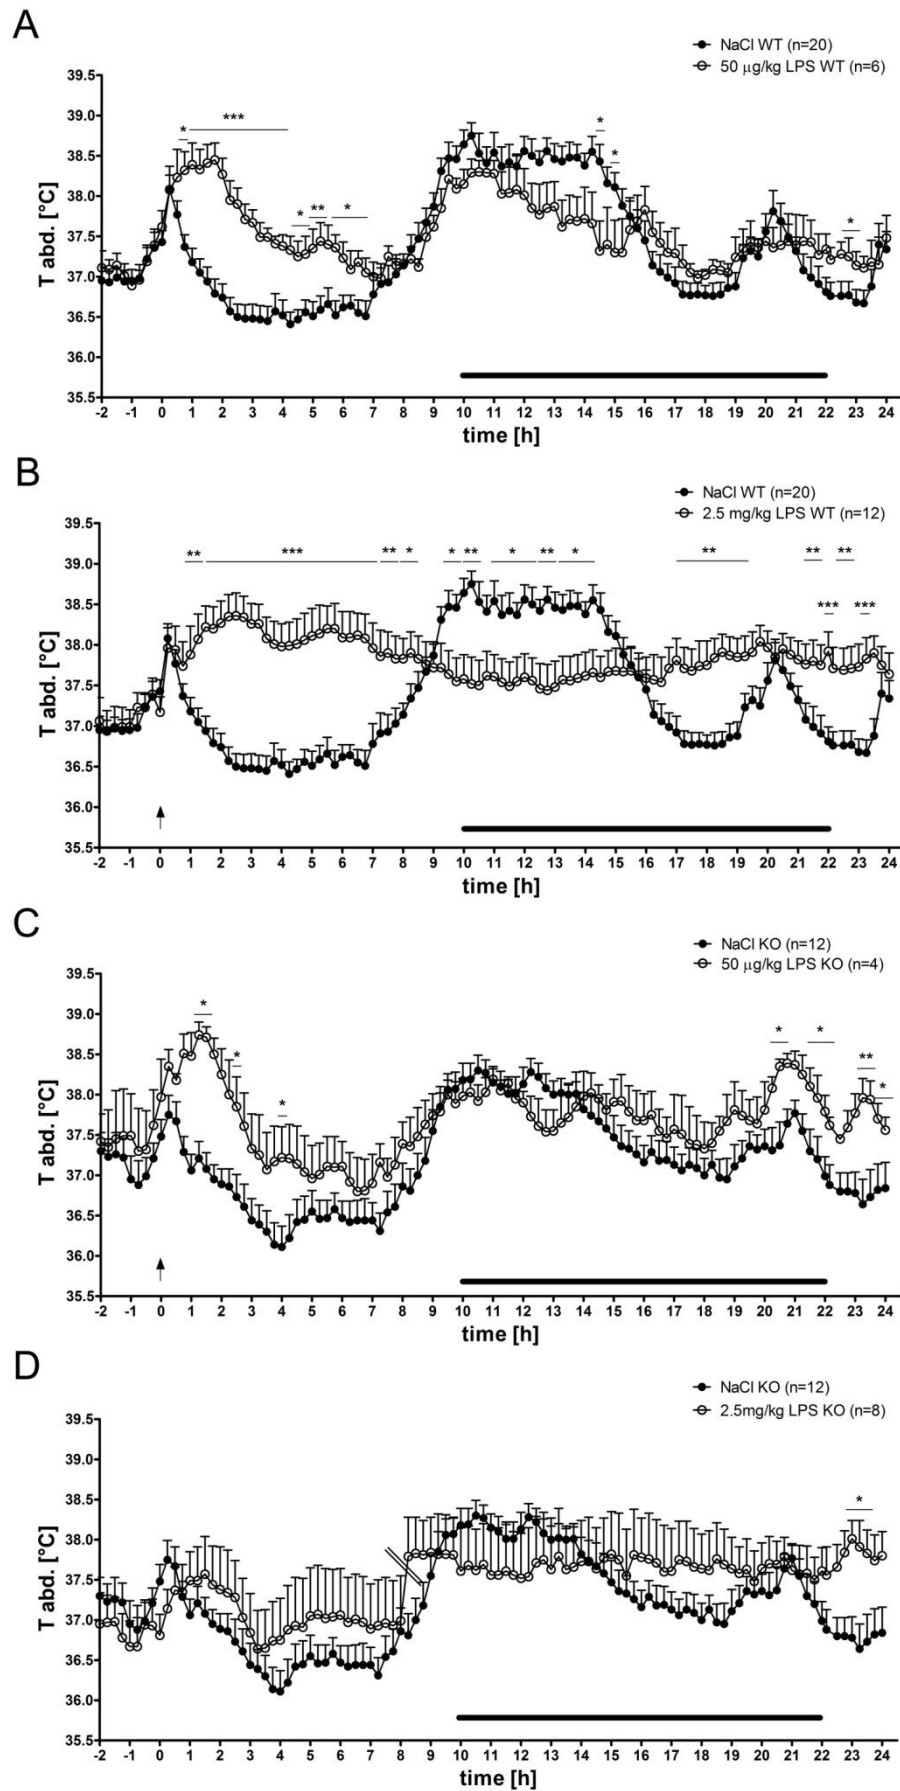 A
NaCl WT (n=20)
50 µg/kg LPS WT (n=6)
* *** * ** * * * *
39.5
39.0
38.5
38.0
37.5
37.0
36.5
36.0
35.5
T abd. [°C]
-2 -1 0 1 2 3 4 5 6 7 8 9 10 11 12 13 14 15 16 17 18 19 20 21 22 23 24
time [h]
B
NaCl WT (n=20)
2.5 mg/kg LPS WT (n=12)
** *** ** * * ** * ** * ** ** **
*** ***
39.5
39.0
38.5
38.0
37.5
37.0
36.5
36.0
35.5
T abd. [°C]
-2 -1 0 1 2 3 4 5 6 7 8 9 10 11 12 13 14 15 16 17 18 19 20 21 22 23 24
time [h]
C
NaCl KO (n=12)
50 µg/kg LPS KO (n=4)
* * * * * ** *
39.5
39.0
38.5
38.0
37.5
37.0
36.5
36.0
35.5
T abd. [°C]
-2 -1 0 1 2 3 4 5 6 7 8 9 10 11 12 13 14 15 16 17 18 19 20 21 22 23 24
time [h]
D
NaCl KO (n=12)
2.5mg/kg LPS KO (n=8)
*
39.5
39.0
38.5
38.0
37.5
37.0
36.5
36.0
35.5
T abd. [°C]
-2 -1 0 1 2 3 4 5 6 7 8 9 10 11 12 13 14 15 16 17 18 19 20 21 22 23 24
time [h]